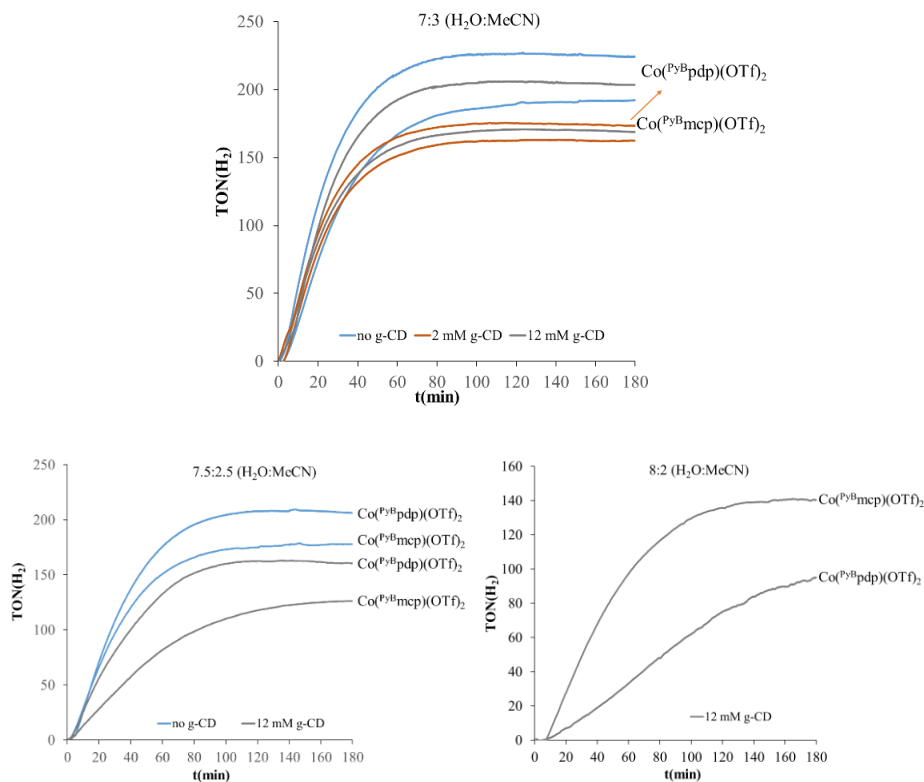 7:3 (H₂O:MeCN)
250
200
150
100
50
0
TON(H₂)
Co(ᴾʸᴮpdp)(OTf)₂
Co(ᴾʸᴮmcp)(OTf)₂
no g-CD 2 mM g-CD 12 mM g-CD
0 20 40 60 80 100 120 140 160 180
t(min)
7.5:2.5 (H₂O:MeCN)
250
200
150
100
50
0
TON(H₂)
Co(ᴾʸᴮpdp)(OTf)₂
Co(ᴾʸᴮmcp)(OTf)₂
Co(ᴾʸᴮpdp)(OTf)₂
Co(ᴾʸᴮmcp)(OTf)₂
no g-CD 12 mM g-CD
0 20 40 60 80 100 120 140 160 180
t(min)
8:2 (H₂O:MeCN)
160
140
120
100
80
60
40
20
0
TON(H₂)
Co(ᴾʸᴮmcp)(OTf)₂
Co(ᴾʸᴮpdp)(OTf)₂
12 mM g-CD
0 20 40 60 80 100 120 140 160 180
t(min)